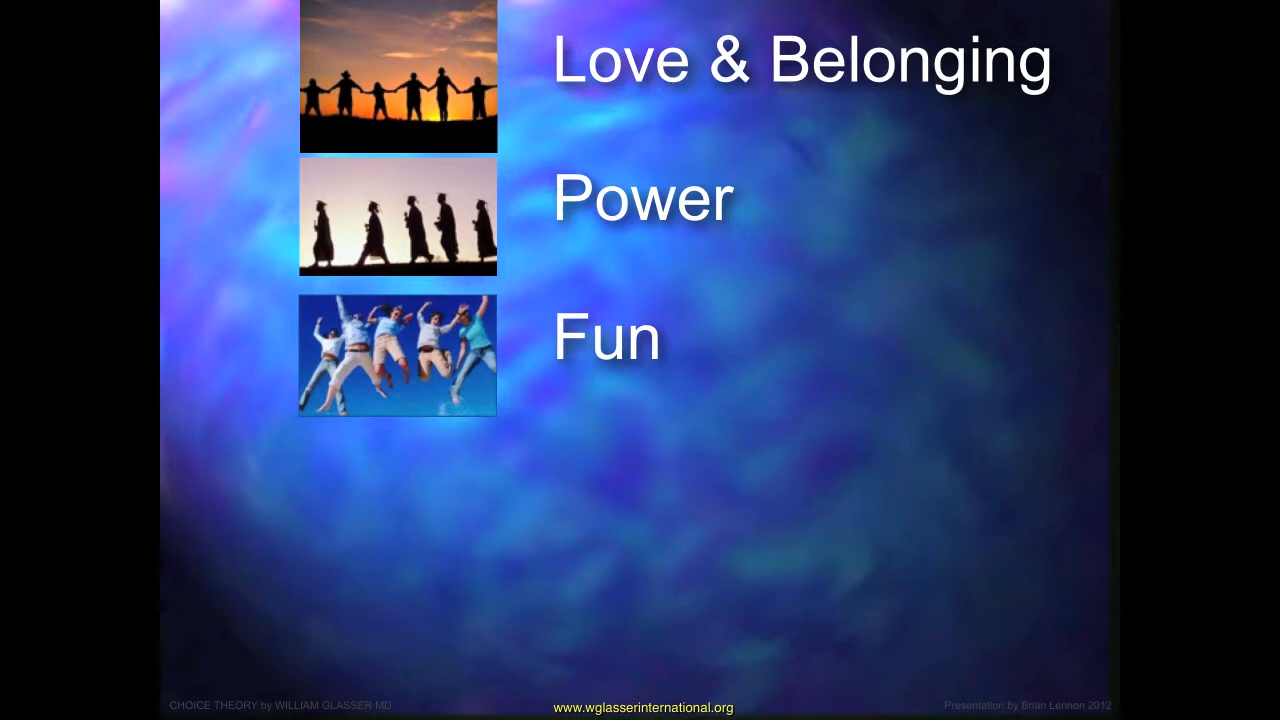 Love & Belonging
Power
Fun
CHOICE THEORY by WILLIAM GLASSER MD
www.wglasserinternational.org
Presentation by Brian Lennon 2012